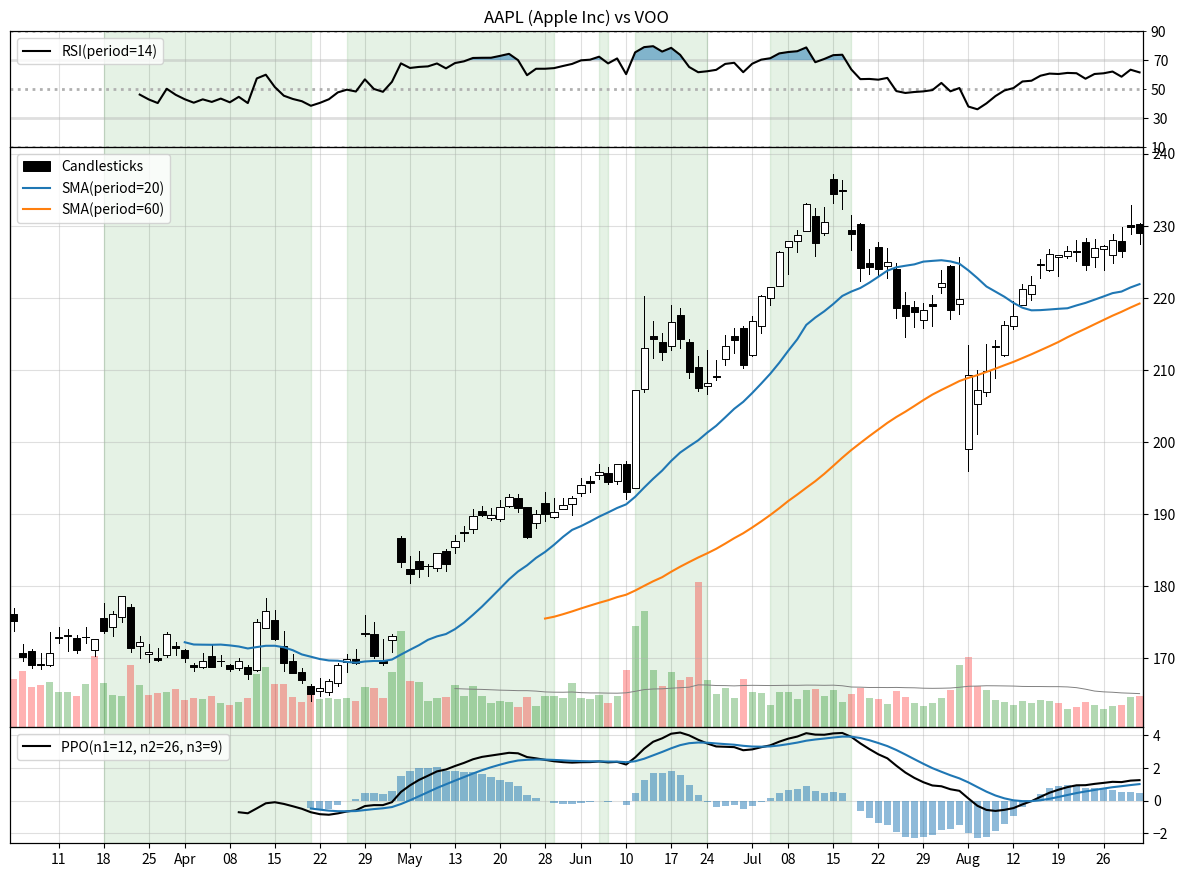 AAPL (Apple Inc) vs VOO
RSI(period=14)
90
70
50
30
10
Candlesticks
SMA(period=20)
SMA(period=60)
240
230
220
210
200
190
180
170
PPO(n1=12, n2=26, n3=9)
4
2
0
−2
11 18 25 Apr 08 15 22 29 May 13 20 28 Jun 10 17 24 Jul 08 15 22 29 Aug 12 19 26